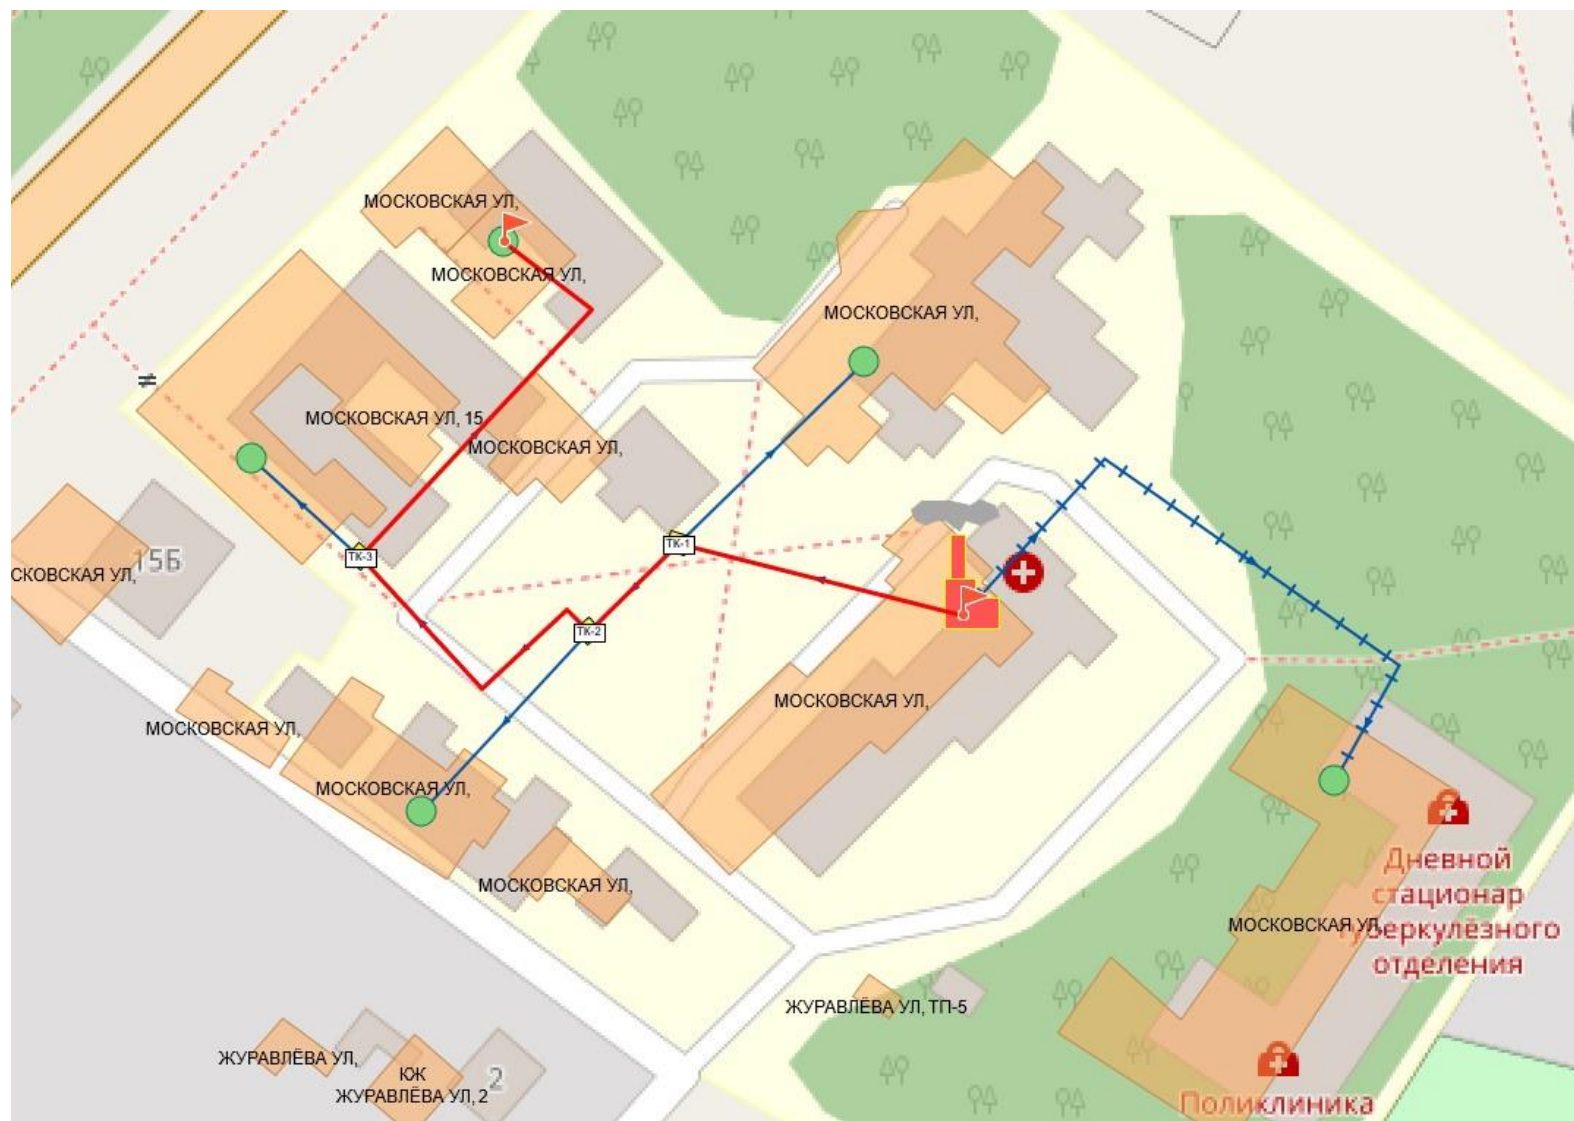 МОСКОВСКАЯ УЛ,
МОСКОВСКАЯ УЛ,
МОСКОВСКАЯ УЛ,
МОСКОВСКАЯ УЛ, 15
МОСКОВСКАЯ УЛ,
ТК-1
ТК-3
15Б
СКОВСКАЯ УЛ,
ТК-2
МОСКОВСКАЯ УЛ,
МОСКОВСКАЯ УЛ,
МОСКОВСКАЯ УЛ,
МОСКОВСКАЯ УЛ,
Дневной
стационар
туберкулёзного
отделения
МОСКОВСКАЯ УЛ,
ЖУРАВЛЁВА УЛ, ТП-5
ЖУРАВЛЁВА УЛ,
КЖ
ЖУРАВЛЁВА УЛ, 2
2
Поликлиника